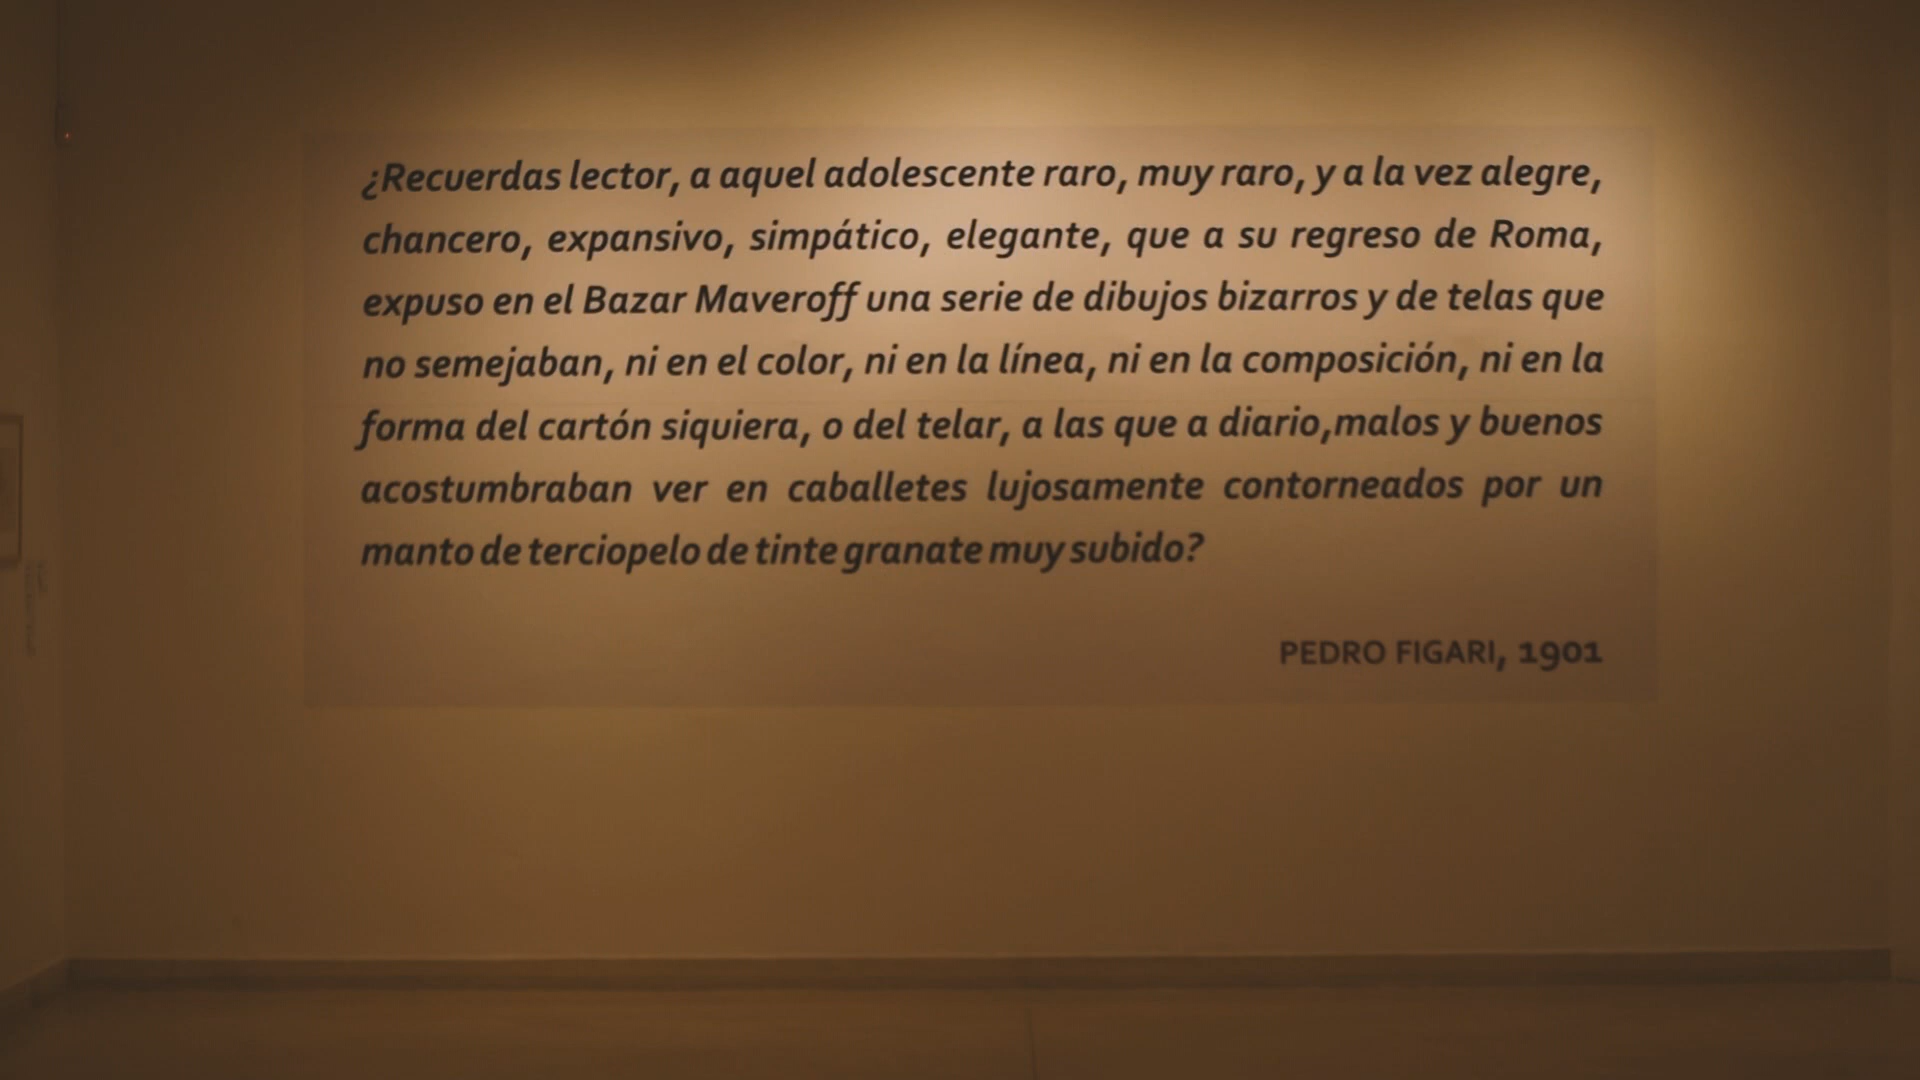 ¿Recuerdas lector, a aquel adolescente raro, muy raro, y a la vez alegre,
chancero, expansivo, simpático, elegante, que a su regreso de Roma,
expuso en el Bazar Maveroff una serie de dibujos bizarros y de telas que
no semejaban, ni en el color, ni en la línea, ni en la composición, ni en la
forma del cartón siquiera, o del telar, a las que a diario,malos y buenos
acostumbraban ver en caballetes lujosamente contorneados por un
manto de terciopelo de tinte granate muy subido?
PEDRO FIGARI, 1901